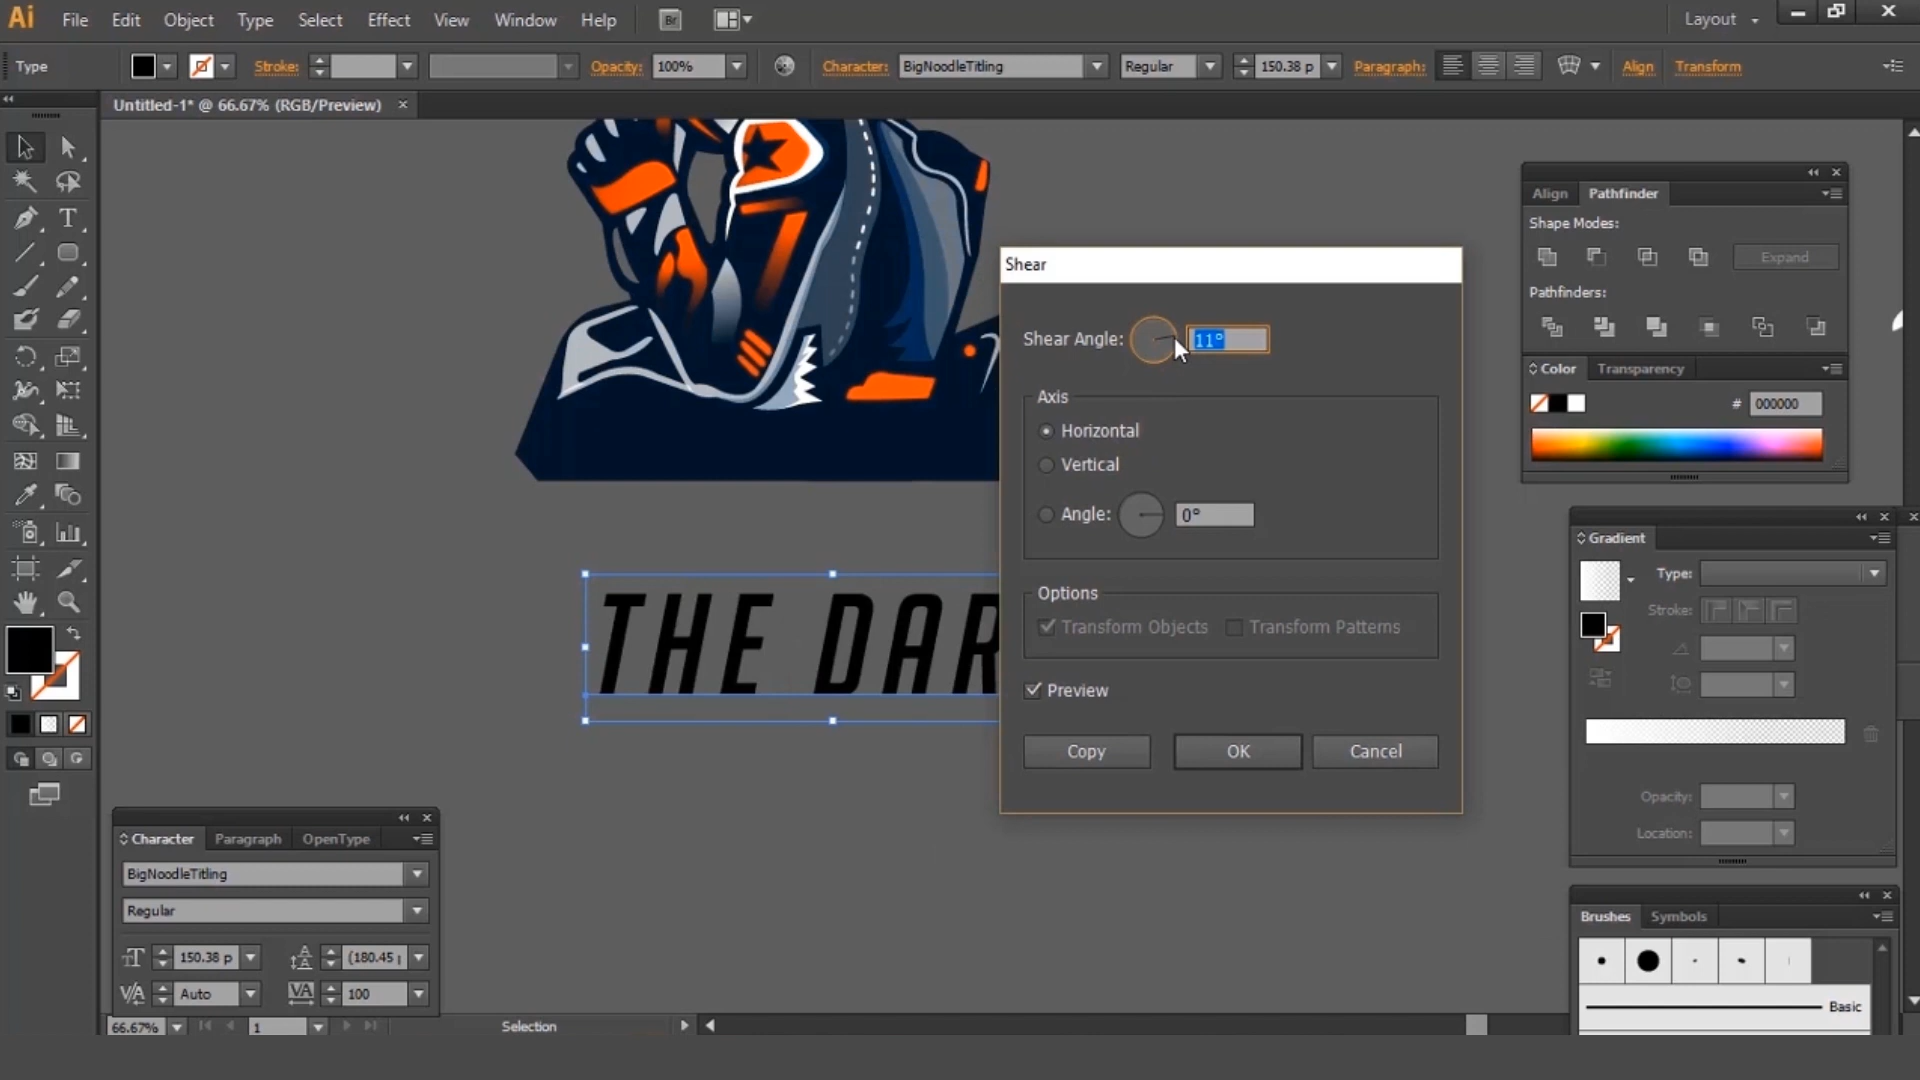 Ai File Edit Object Type Select Effect View Window Help Br Layout
Type Stroke: Opacity: 100% Character: BigNoodleTitling Regular 150.38 p Paragraph: Align Transform
Untitled-1* @ 66.67% (RGB/Preview)
Align Pathfinder
Shape Modes:
Expand
Pathfinders:
Color Transparency
# 000000
Shear
Shear Angle: 11°
Axis
Horizontal
Vertical
Angle: 0°
Options
Transform Objects Transform Patterns
Preview
Copy OK Cancel
THE DAR
Gradient
Type:
Stroke:
Opacity:
Location:
Character Paragraph OpenType
BigNoodleTitling
Regular
150.38 p (180.45
Auto 100
Brushes Symbols
Basic
66.67% 1 Selection